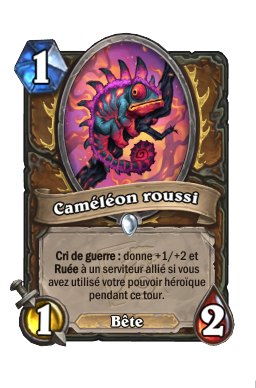 1
Caméléon roussi
Cri de guerre : donne +1/+2 et
Ruée à un serviteur allié si vous
avez utilisé votre pouvoir héroïque
pendant ce tour.
1
Bête
2